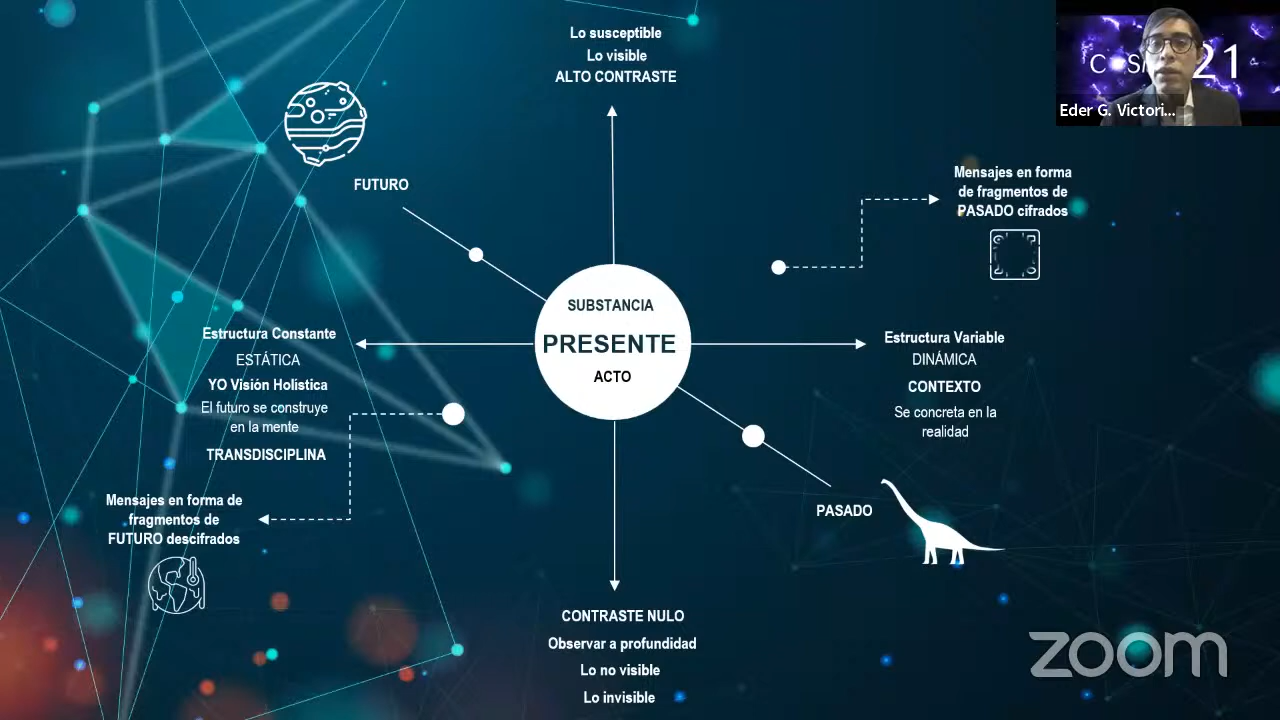 Lo susceptible
Lo visible
ALTO CONTRASTE
21
Eder G. Victori...
FUTURO
Mensajes en forma
de fragmentos de
PASADO cifrados
SUBSTANCIA
PRESENTE
ACTO
Estructura Constante
ESTÁTICA
YO Visión Holistica
El futuro se construye
en la mente
TRANSDISCIPLINA
Estructura Variable
DINÁMICA
CONTEXTO
Se concreta en la
realidad
Mensajes en forma de
fragmentos de
FUTURO descifrados
PASADO
CONTRASTE NULO
Observar a profundidad
Lo no visible
Lo invisible
zoom